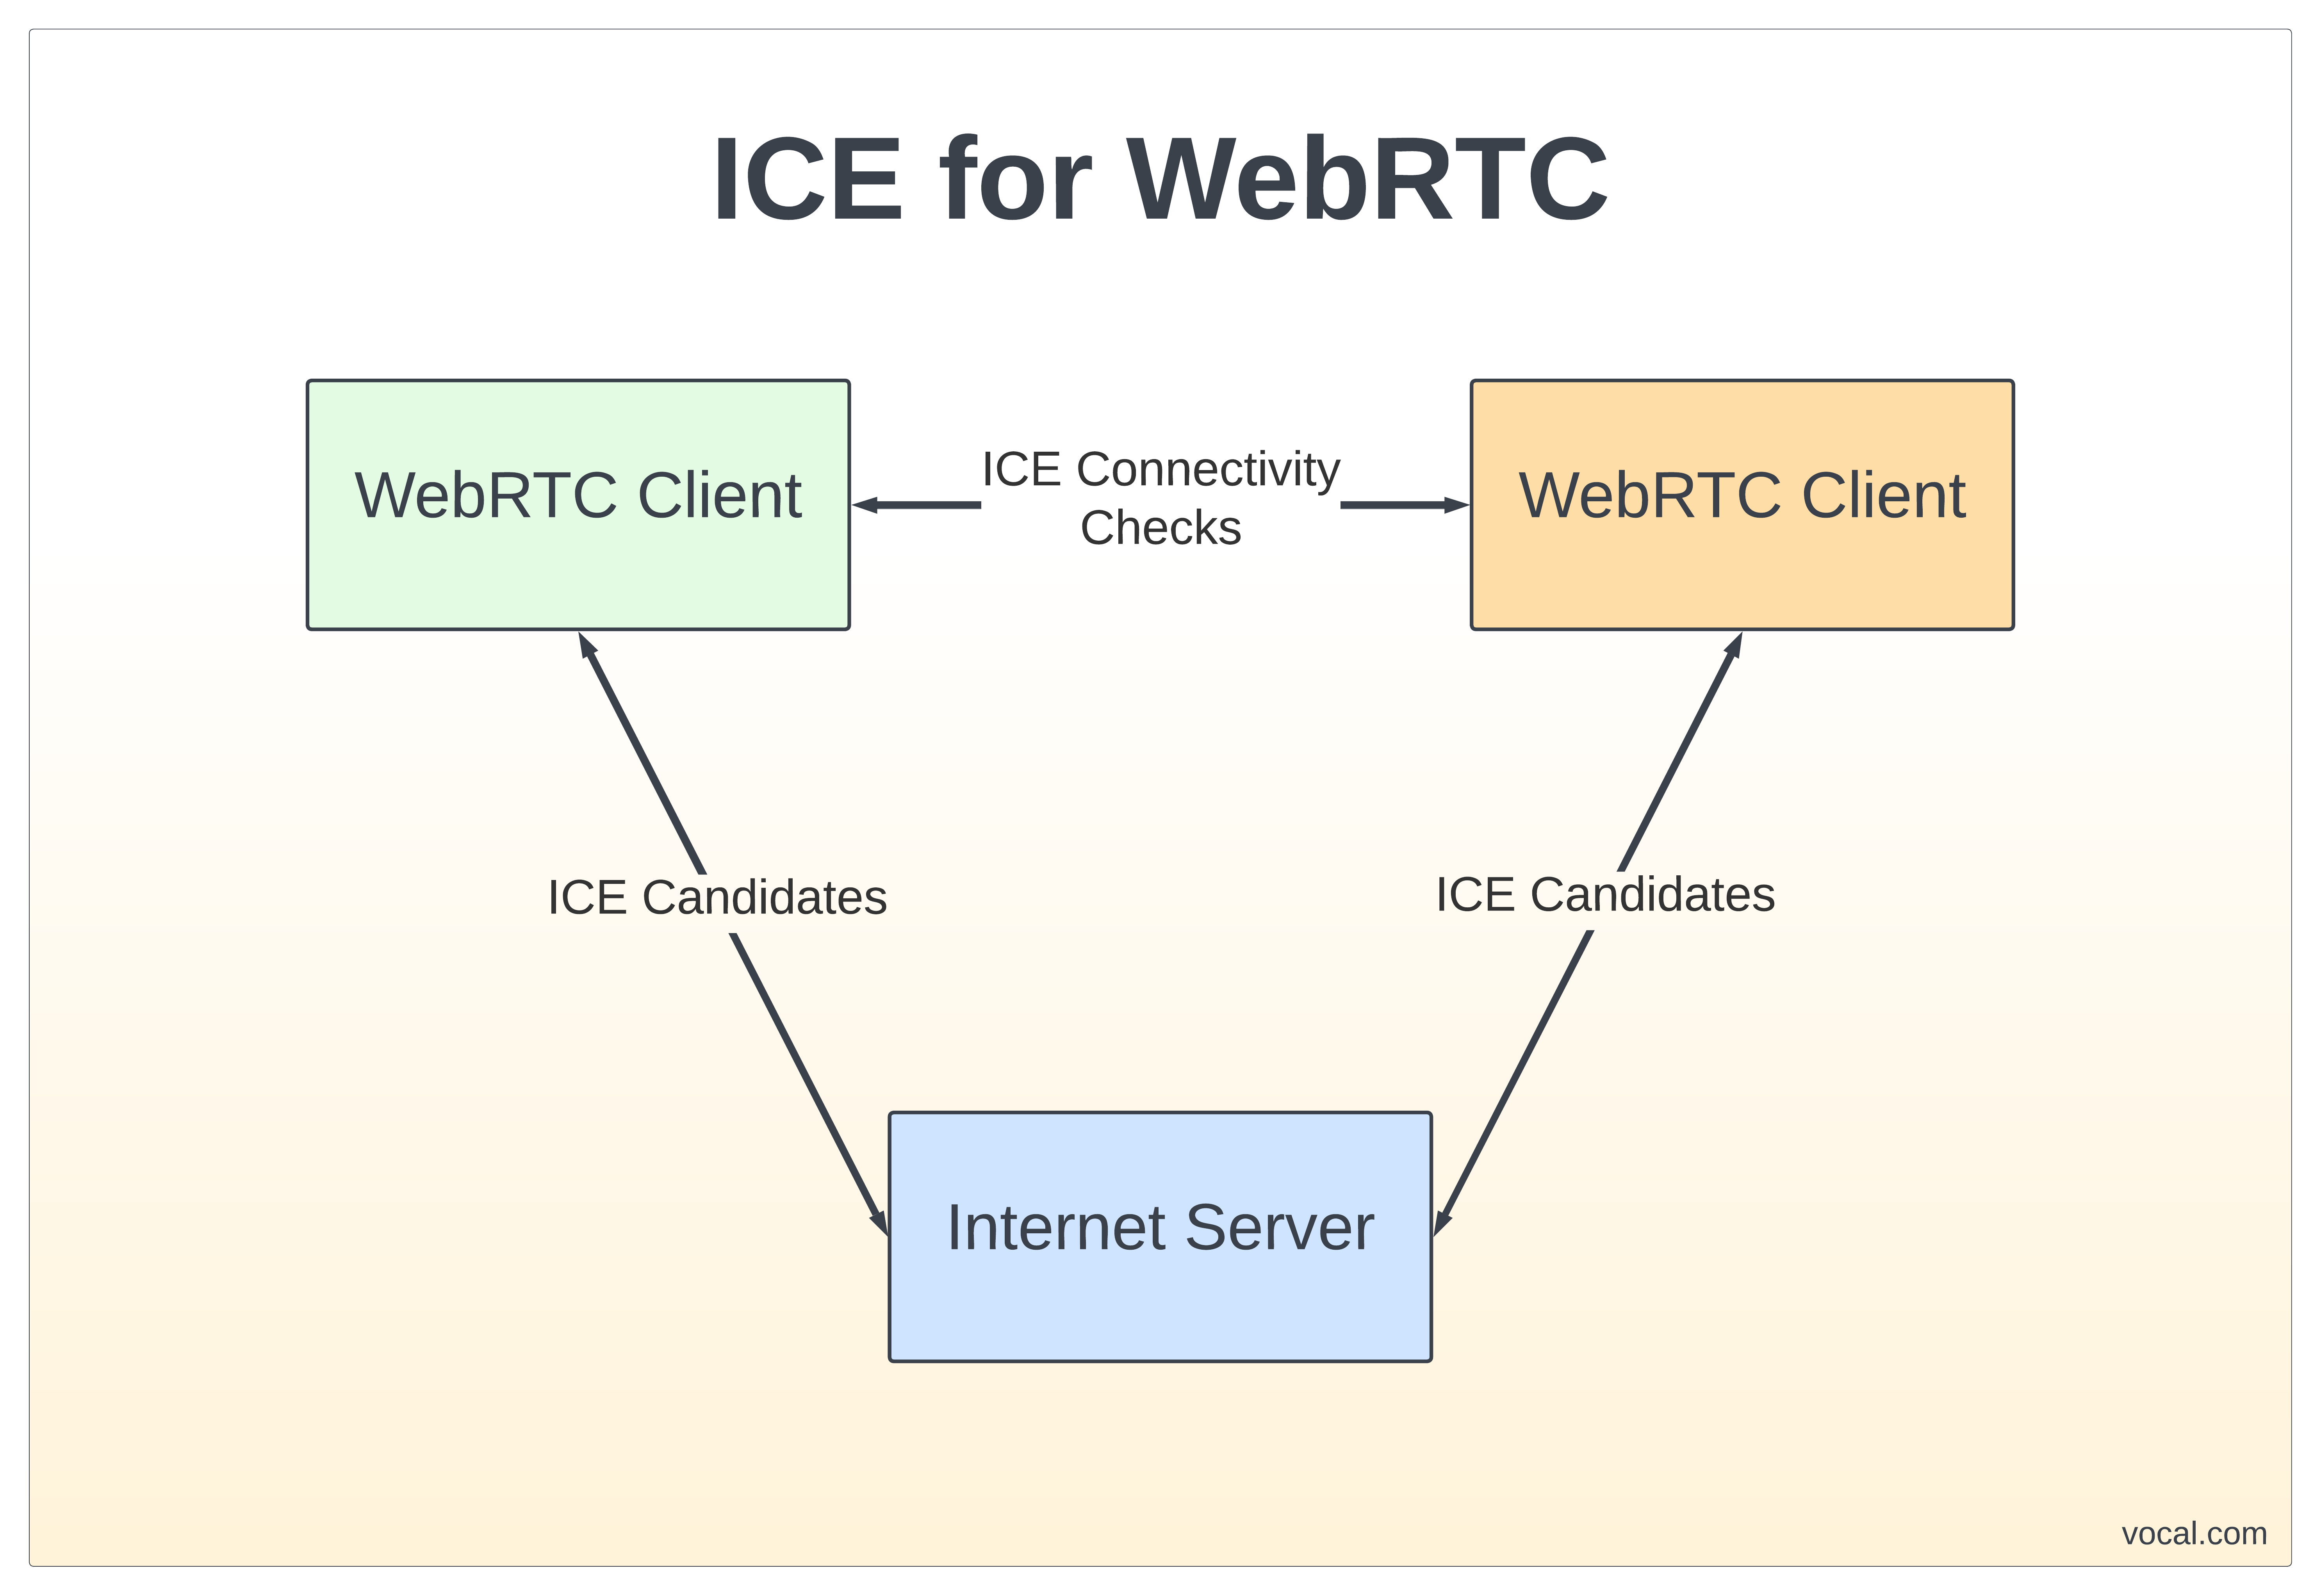 ICE for WebRTC
WebRTC Client
ICE Connectivity
Checks
WebRTC Client
ICE Candidates
ICE Candidates
Internet Server
vocal.com